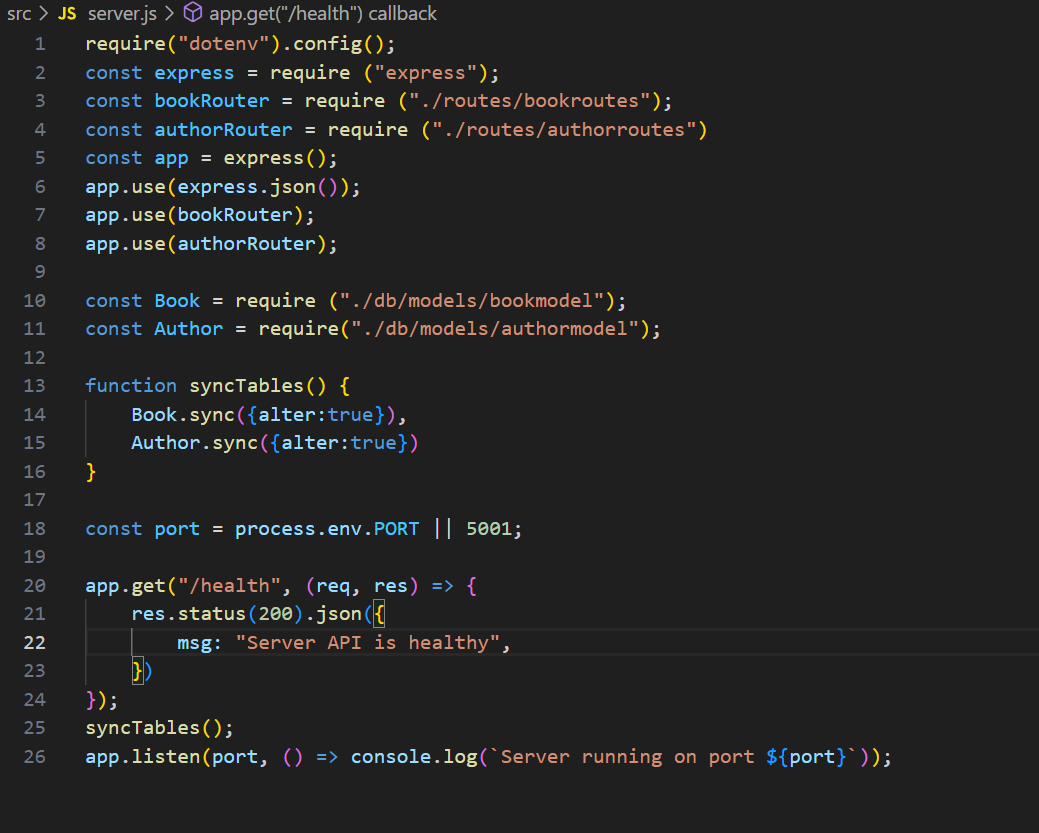 src > JS server.js > app.get("/health") callback
1 require("dotenv").config();
2 const express = require ("express");
3 const bookRouter = require ("./routes/bookroutes");
4 const authorRouter = require ("./routes/authorroutes")
5 const app = express();
6 app.use(express.json());
7 app.use(bookRouter);
8 app.use(authorRouter);
9
10 const Book = require ("./db/models/bookmodel");
11 const Author = require("./db/models/authormodel");
12
13 function syncTables() {
14     Book.sync({alter:true}),
15     Author.sync({alter:true})
16 }
17
18 const port = process.env.PORT || 5001;
19
20 app.get("/health", (req, res) => {
21     res.status(200).json({
22         msg: "Server API is healthy",
23     })
24 });
25 syncTables();
26 app.listen(port, () => console.log(`Server running on port ${port}`));